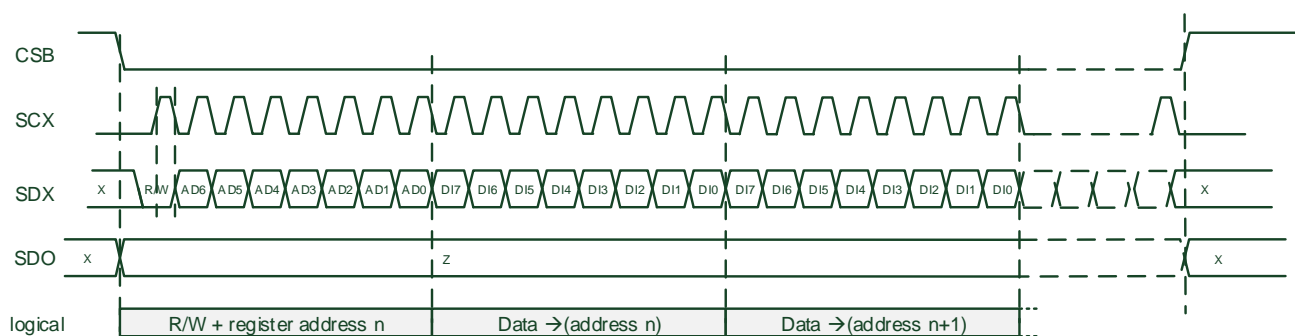 CSB
SCX
SDX X R/W AD6 AD5 AD4 AD3 AD2 AD1 AD0 DI7 DI6 DI5 DI4 DI3 DI2 DI1 DI0 DI7 DI6 DI5 DI4 DI3 DI2 DI1 DI0 X
SDO X Z X
logical R/W + register address n Data →(address n) Data →(address n+1)